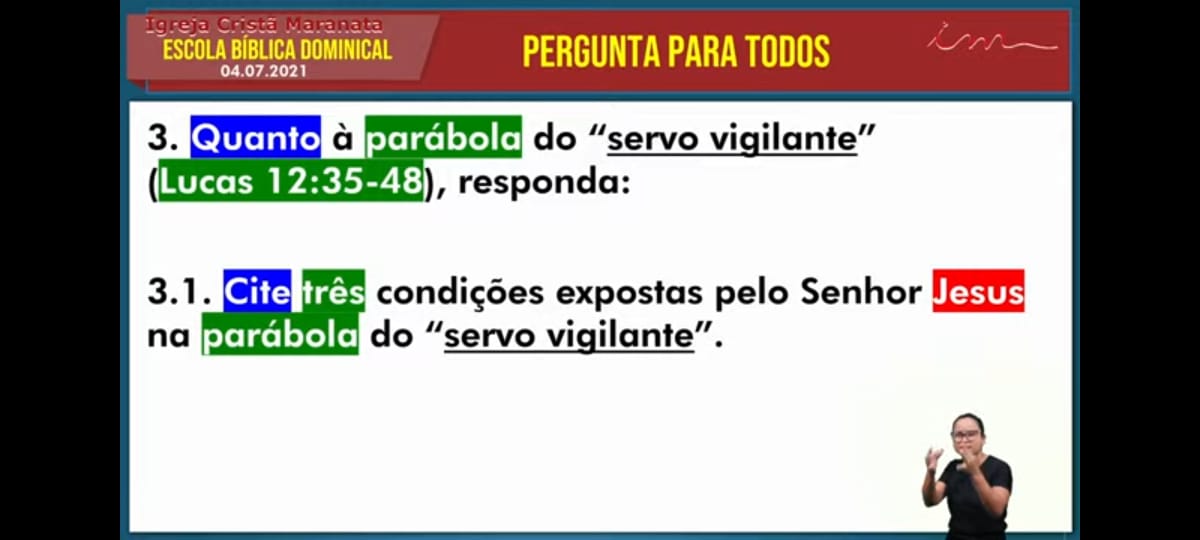 Igreja Cristã Maranata
ESCOLA BÍBLICA DOMINICAL
04.07.2021
PERGUNTA PARA TODOS
im
3. Quanto à parábola do “servo vigilante”
(Lucas 12:35-48), responda:
3.1. Cite três condições expostas pelo Senhor Jesus
na parábola do “servo vigilante”.